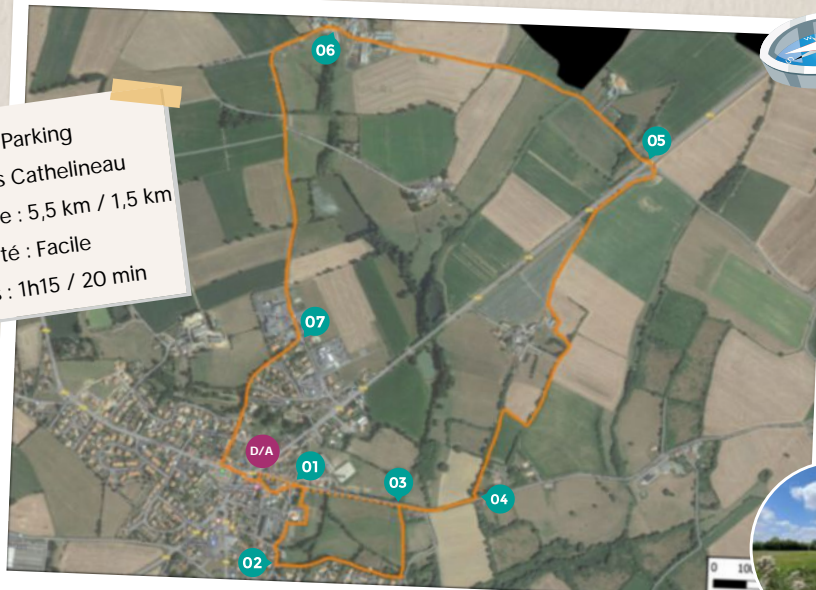 Parking
s Cathelineau
e : 5,5 km / 1,5 km
té : Facile
: 1h15 / 20 min
06
05
07
D/A
01
03
04
02
0